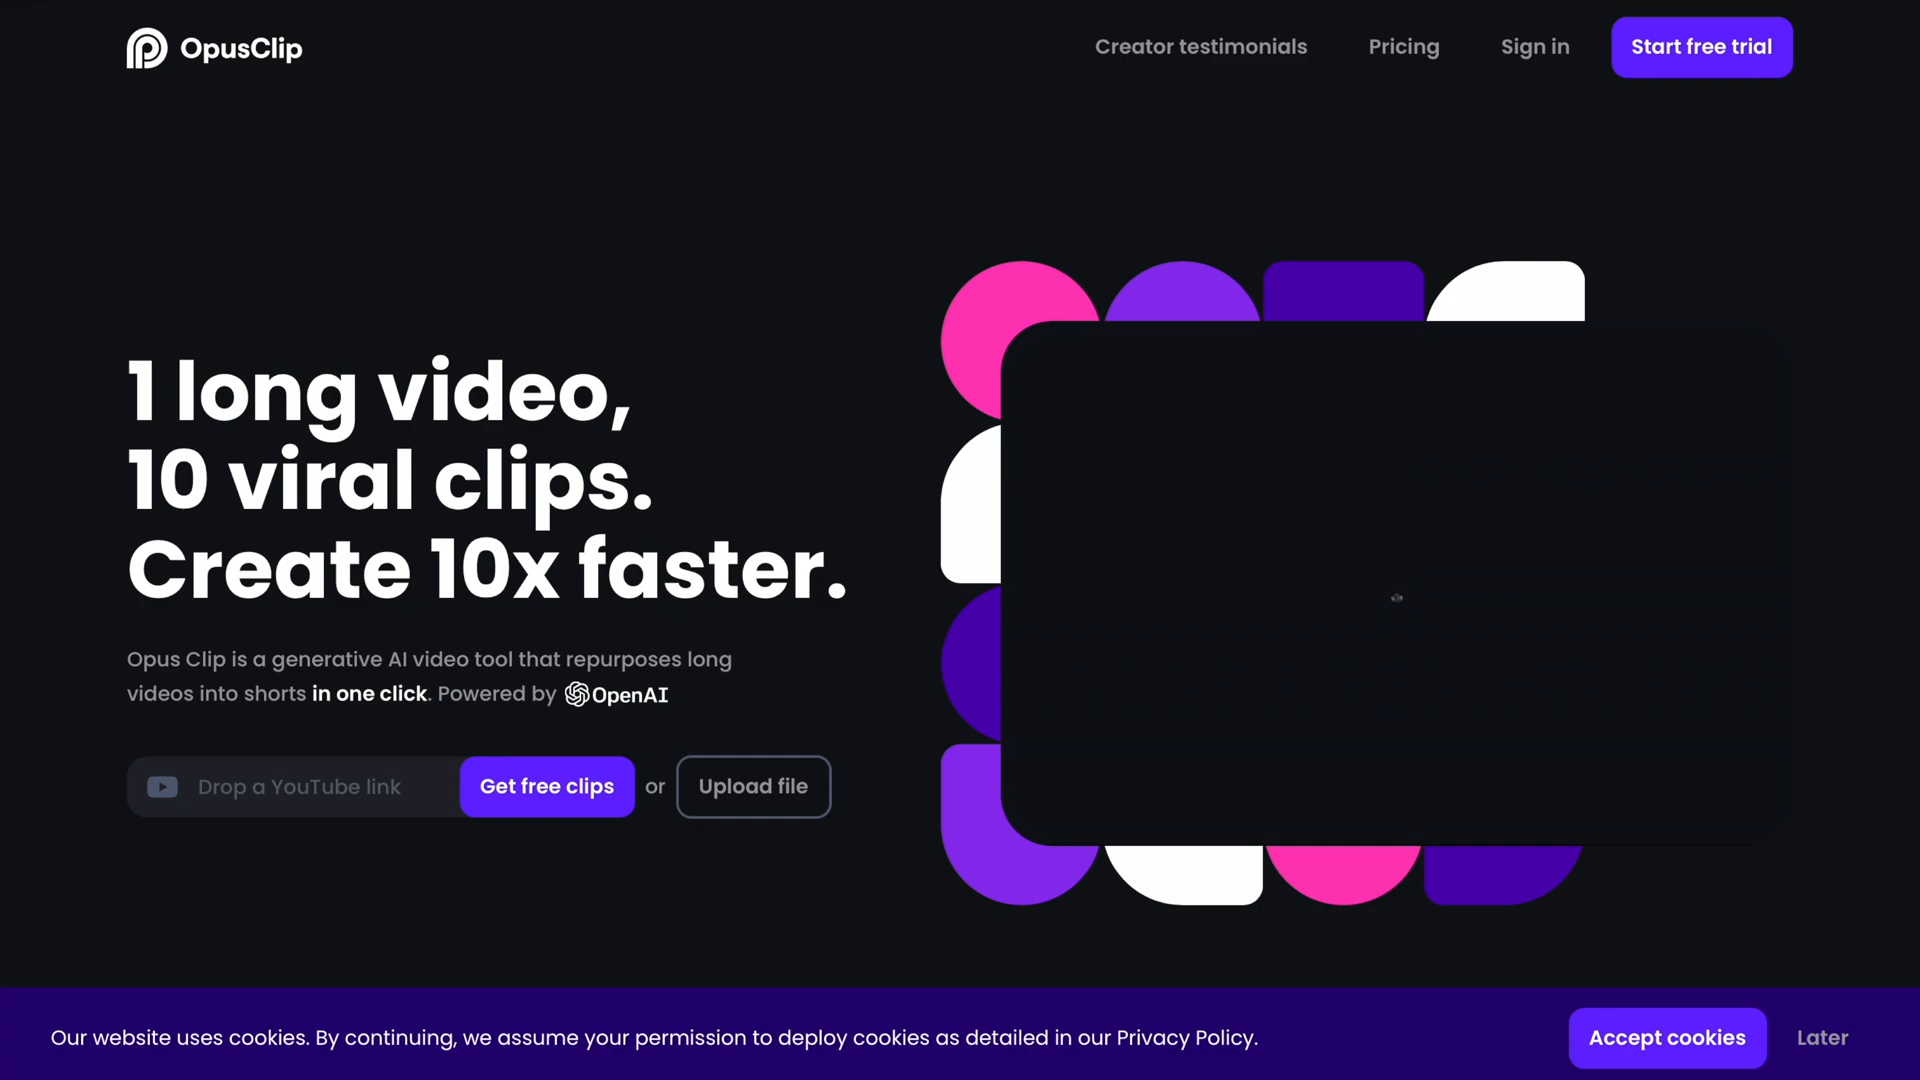 OpusClip
Creator testimonials
Pricing
Sign in
Start free trial
1 long video,
10 viral clips.
Create 10x faster.
Opus Clip is a generative AI video tool that repurposes long
videos into shorts in one click. Powered by OpenAI
Drop a YouTube link
Get free clips
or
Upload file
Our website uses cookies. By continuing, we assume your permission to deploy cookies as detailed in our Privacy Policy.
Accept cookies
Later